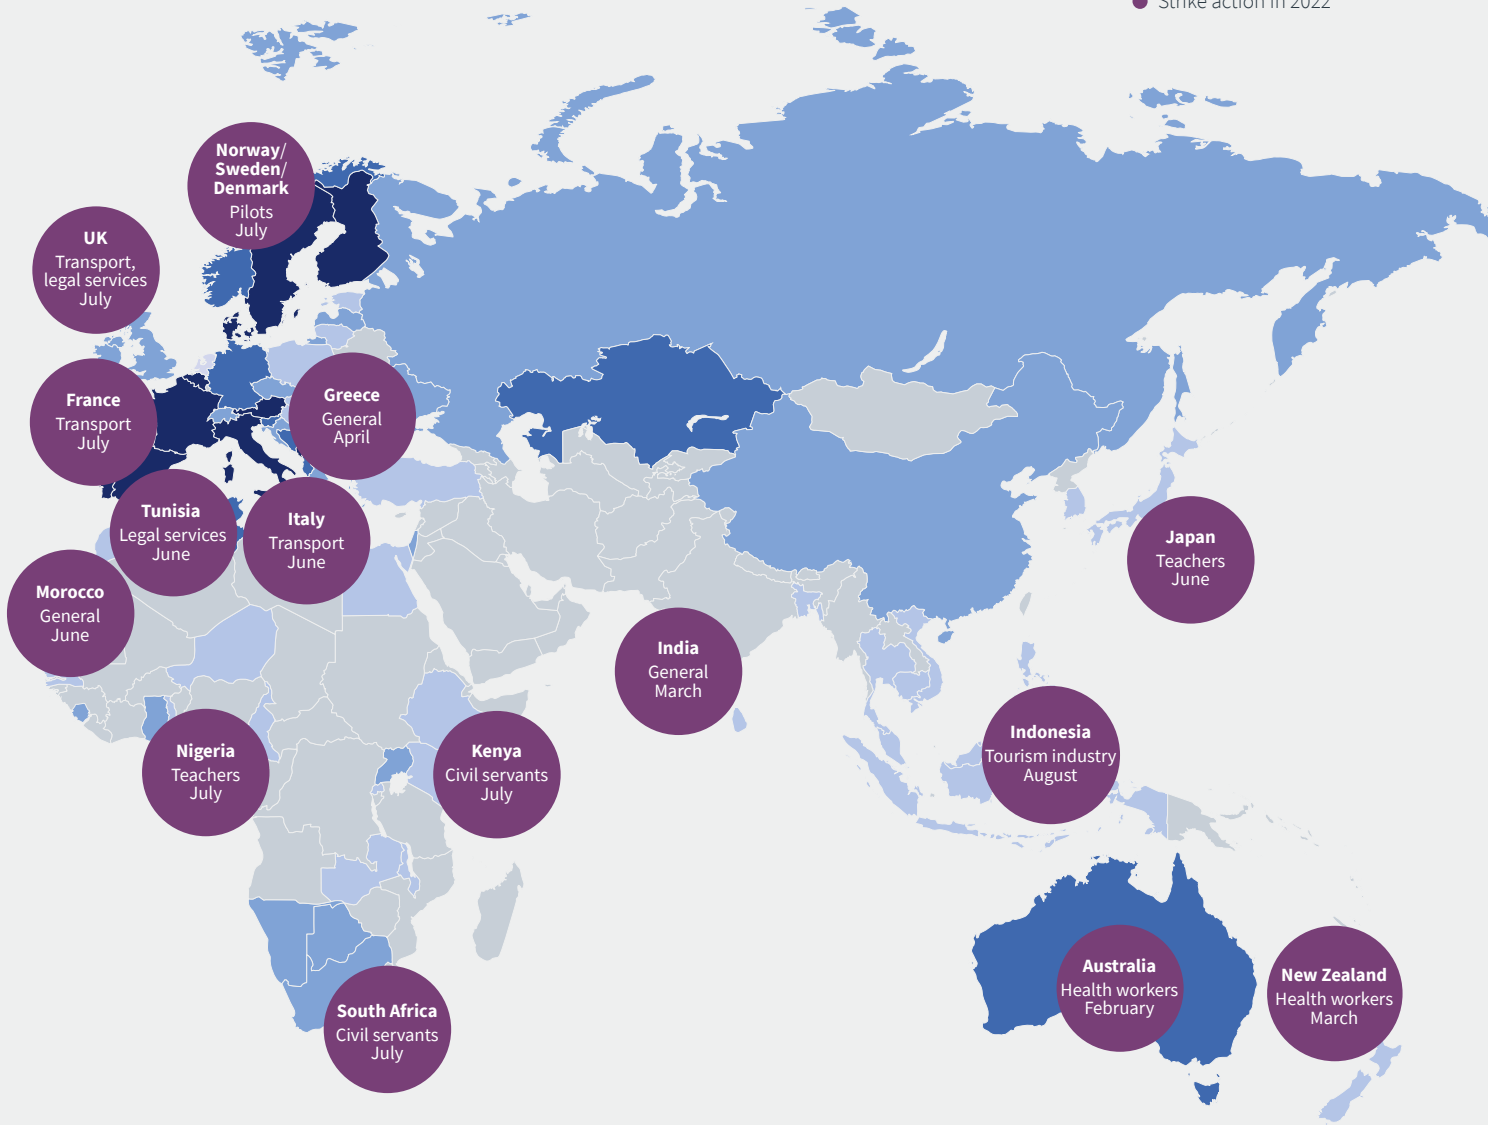 Strike action in 2022
Norway/
Sweden/
Denmark
Pilots
July
UK
Transport,
legal services
July
France
Transport
July
Greece
General
April
Tunisia
Legal services
June
Italy
Transport
June
Morocco
General
June
Japan
Teachers
June
India
General
March
Nigeria
Teachers
July
Kenya
Civil servants
July
Indonesia
Tourism industry
August
South Africa
Civil servants
July
Australia
Health workers
February
New Zealand
Health workers
March